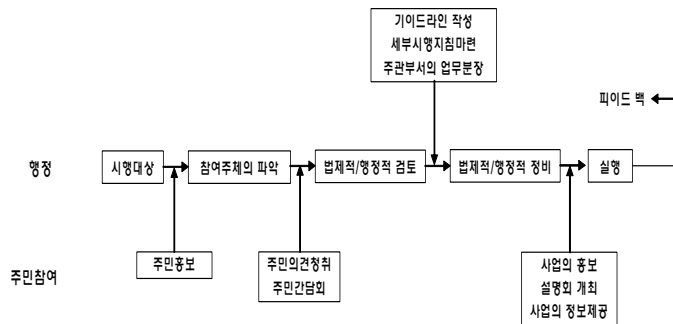 기이드라인 작성
세부시행지침마련
주관부서의 업무분장
피이드 백
행정
시행대상
참여주체의 파악
법제적/행정적 검토
법제적/행정적 정비
실행
주민참여
주민홍보
주민의견청취
주민간담회
사업의 홍보
설명회 개최
사업의 정보제공